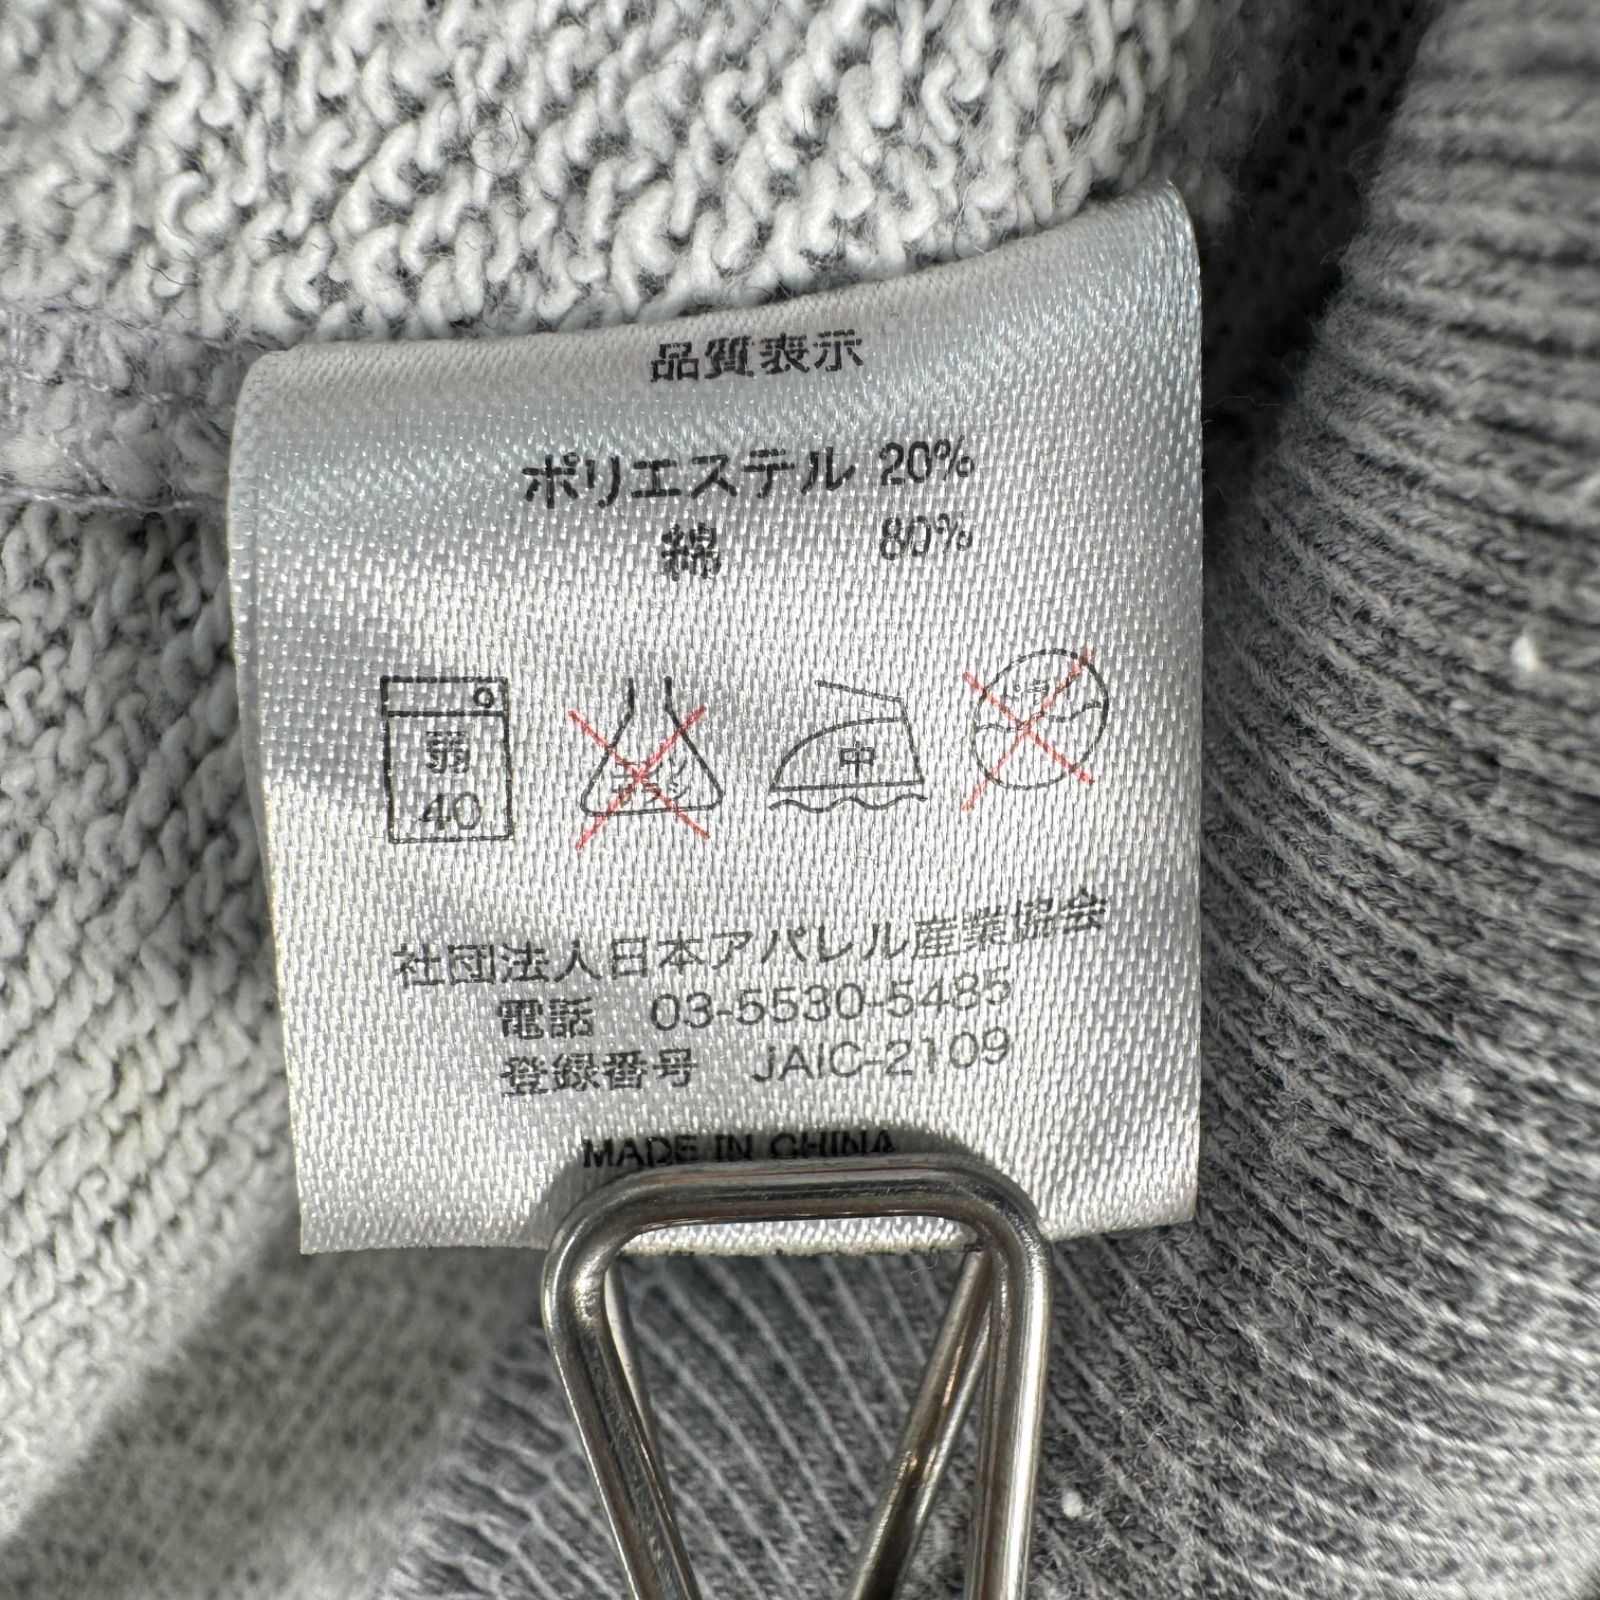 品質表示
ポリエステル 20%
綿 80%
弱
40
中
社団法人日本アパレル産業協会
電話 03-5530-5485
登録番号 JAIC-2109
MADE IN CHINA